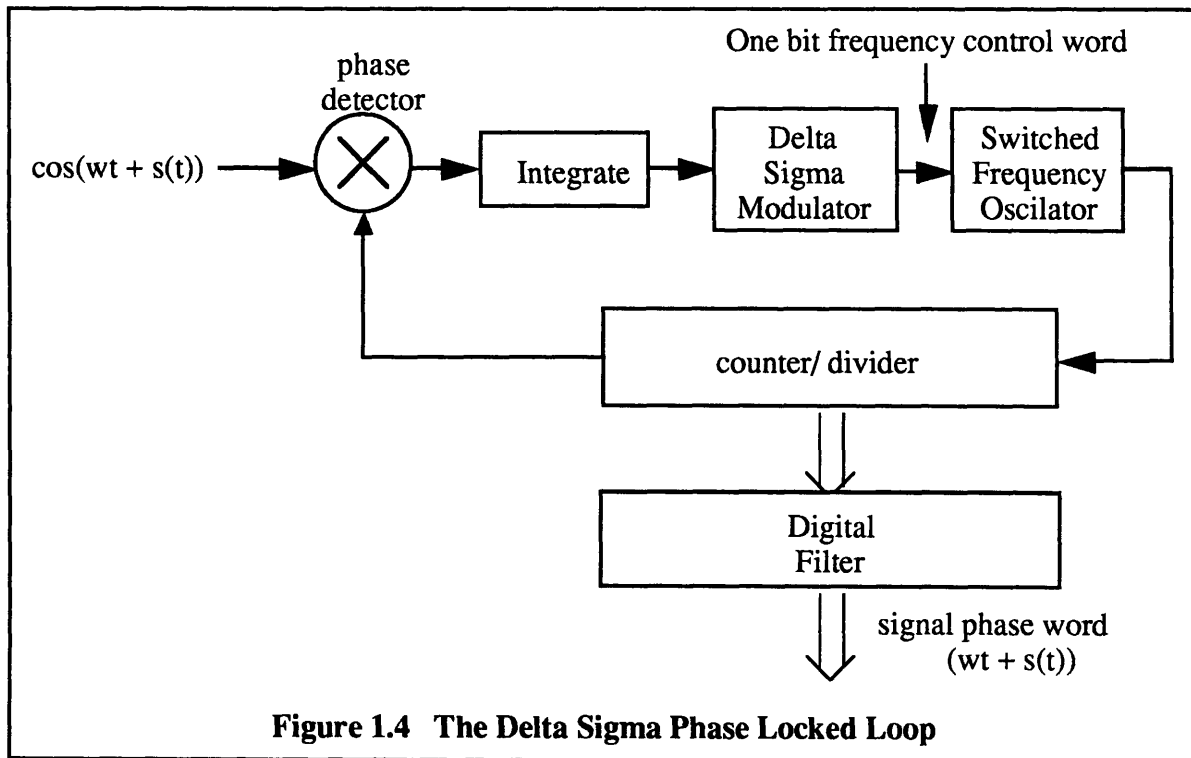 One bit frequency control word
phase
detector
cos(wt + s(t))
Integrate
Delta
Sigma
Modulator
Switched
Frequency
Oscilator
counter/ divider
Digital
Filter
signal phase word
(wt + s(t))
Figure 1.4 The Delta Sigma Phase Locked Loop